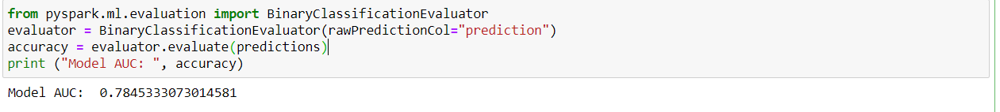 from pyspark.ml.evaluation import BinaryClassificationEvaluator
evaluator = BinaryClassificationEvaluator(rawPredictionCol="prediction")
accuracy = evaluator.evaluate(predictions)
print ("Model AUC: ", accuracy)
Model AUC:  0.7845333073014581